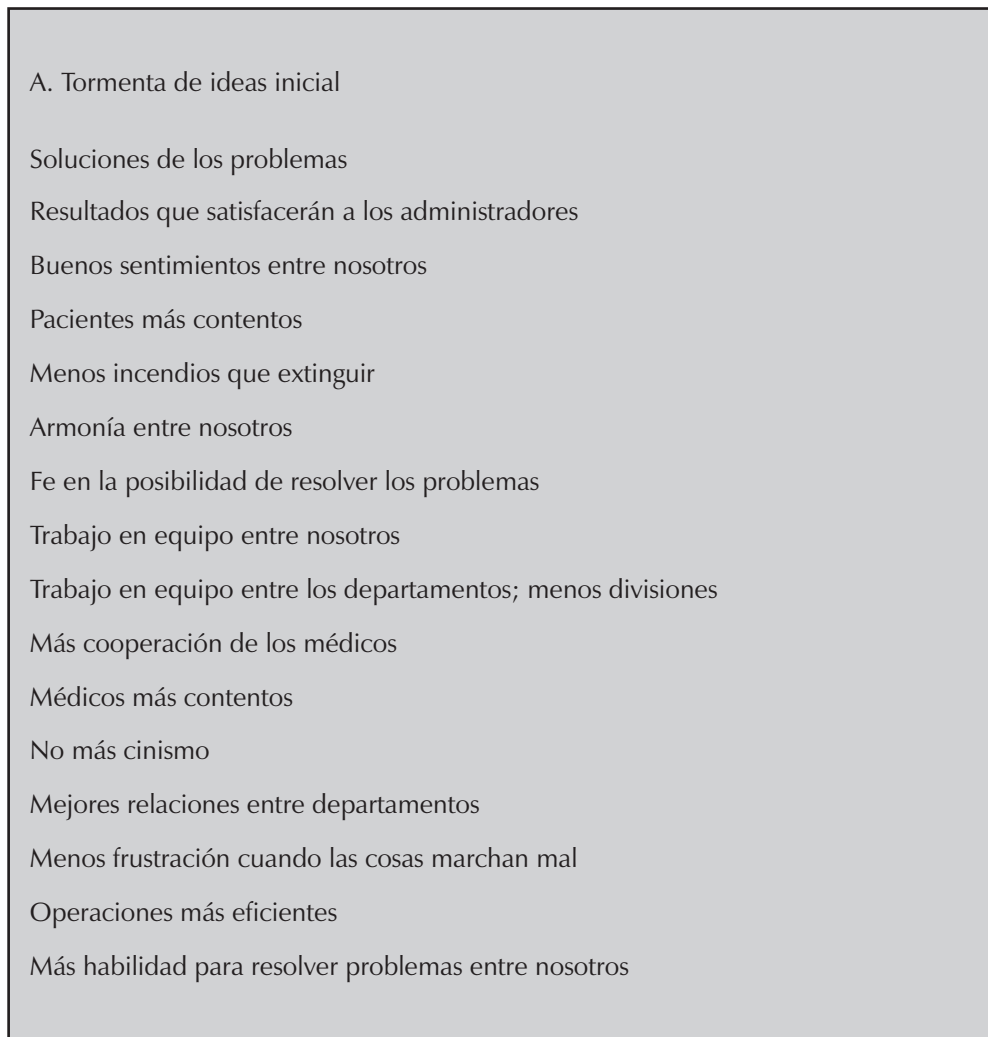 A. Tormenta de ideas inicial
Soluciones de los problemas
Resultados que satisfacerán a los administradores
Buenos sentimientos entre nosotros
Pacientes más contentos
Menos incendios que extinguir
Armonía entre nosotros
Fe en la posibilidad de resolver los problemas
Trabajo en equipo entre nosotros
Trabajo en equipo entre los departamentos; menos divisiones
Más cooperación de los médicos
Médicos más contentos
No más cinismo
Mejores relaciones entre departamentos
Menos frustración cuando las cosas marchan mal
Operaciones más eficientes
Más habilidad para resolver problemas entre nosotros